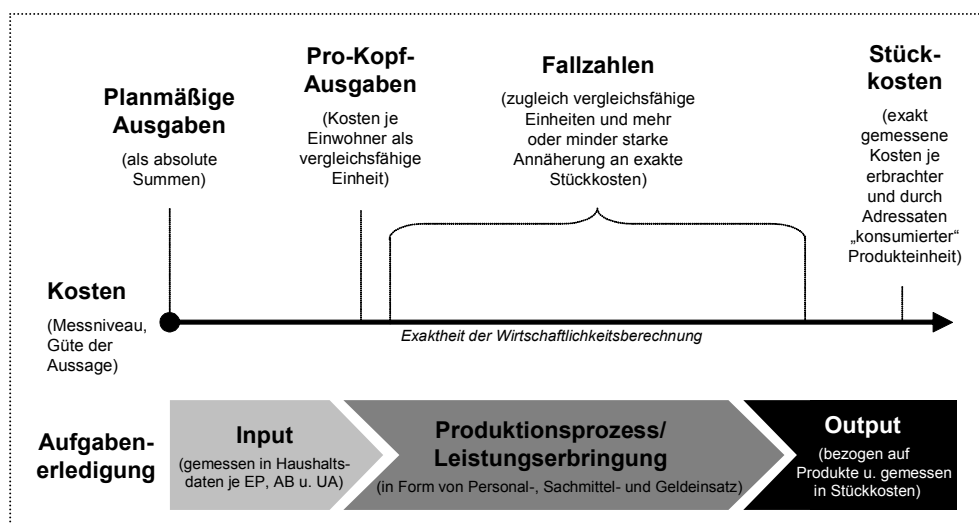 Planmäßige
Ausgaben
(als absolute
Summen)
Pro-Kopf-
Ausgaben
(Kosten je
Einwohner als
vergleichsfähige
Einheit)
Fallzahlen
(zugleich vergleichsfähige
Einheiten und mehr
oder minder starke
Annäherung an exakte
Stückkosten)
Stück-
kosten
(exakt
gemessene
Kosten je
erbrachter
und durch
Adressaten
„konsumierter“
Produkteinheit)
Kosten
(Messniveau,
Güte der
Aussage)
Exaktheit der Wirtschaftlichkeitsberechnung
Aufgaben-
erledigung
Input
(gemessen in Haushalts-
daten je EP, AB u. UA)
Produktionsprozess/
Leistungserbringung
(in Form von Personal-, Sachmittel- und Geldeinsatz)
Output
(bezogen auf
Produkte u. gemessen
in Stückkosten)